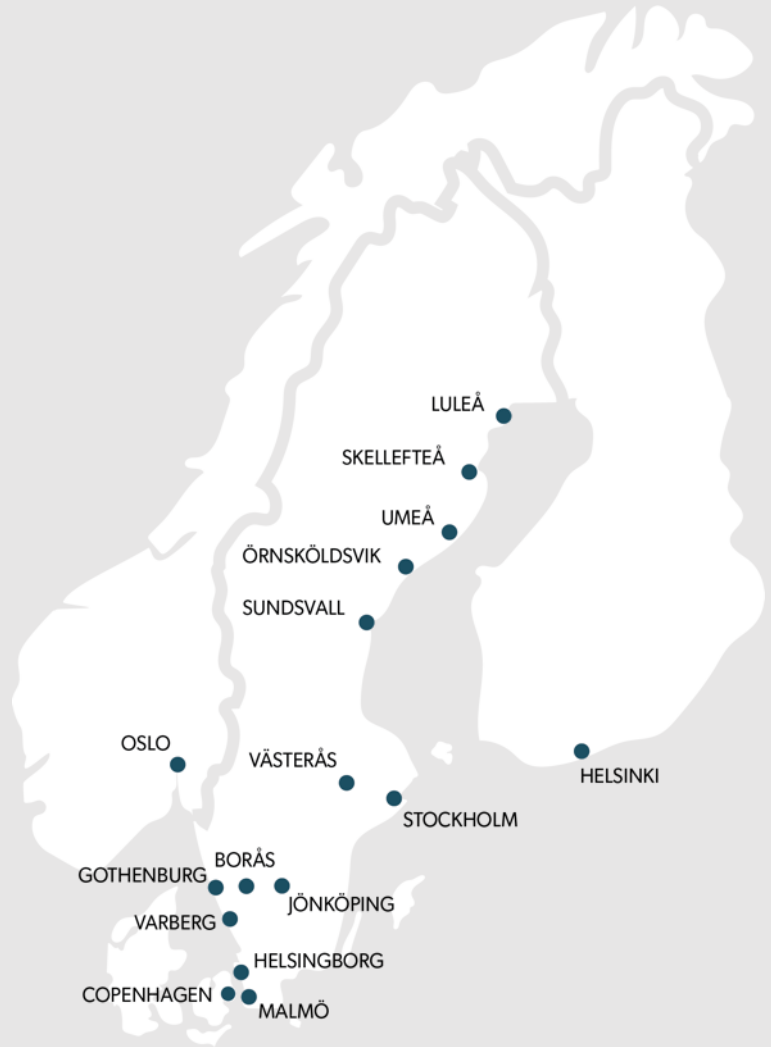 LULEÅ
SKELLEFTEÅ
UMEÅ
ÖRNSKÖLDSVIK
SUNDSVALL
OSLO
VÄSTERÅS
HELSINKI
STOCKHOLM
BORÅS
GOTHENBURG
JÖNKÖPING
VARBERG
HELSINGBORG
COPENHAGEN
MALMÖ